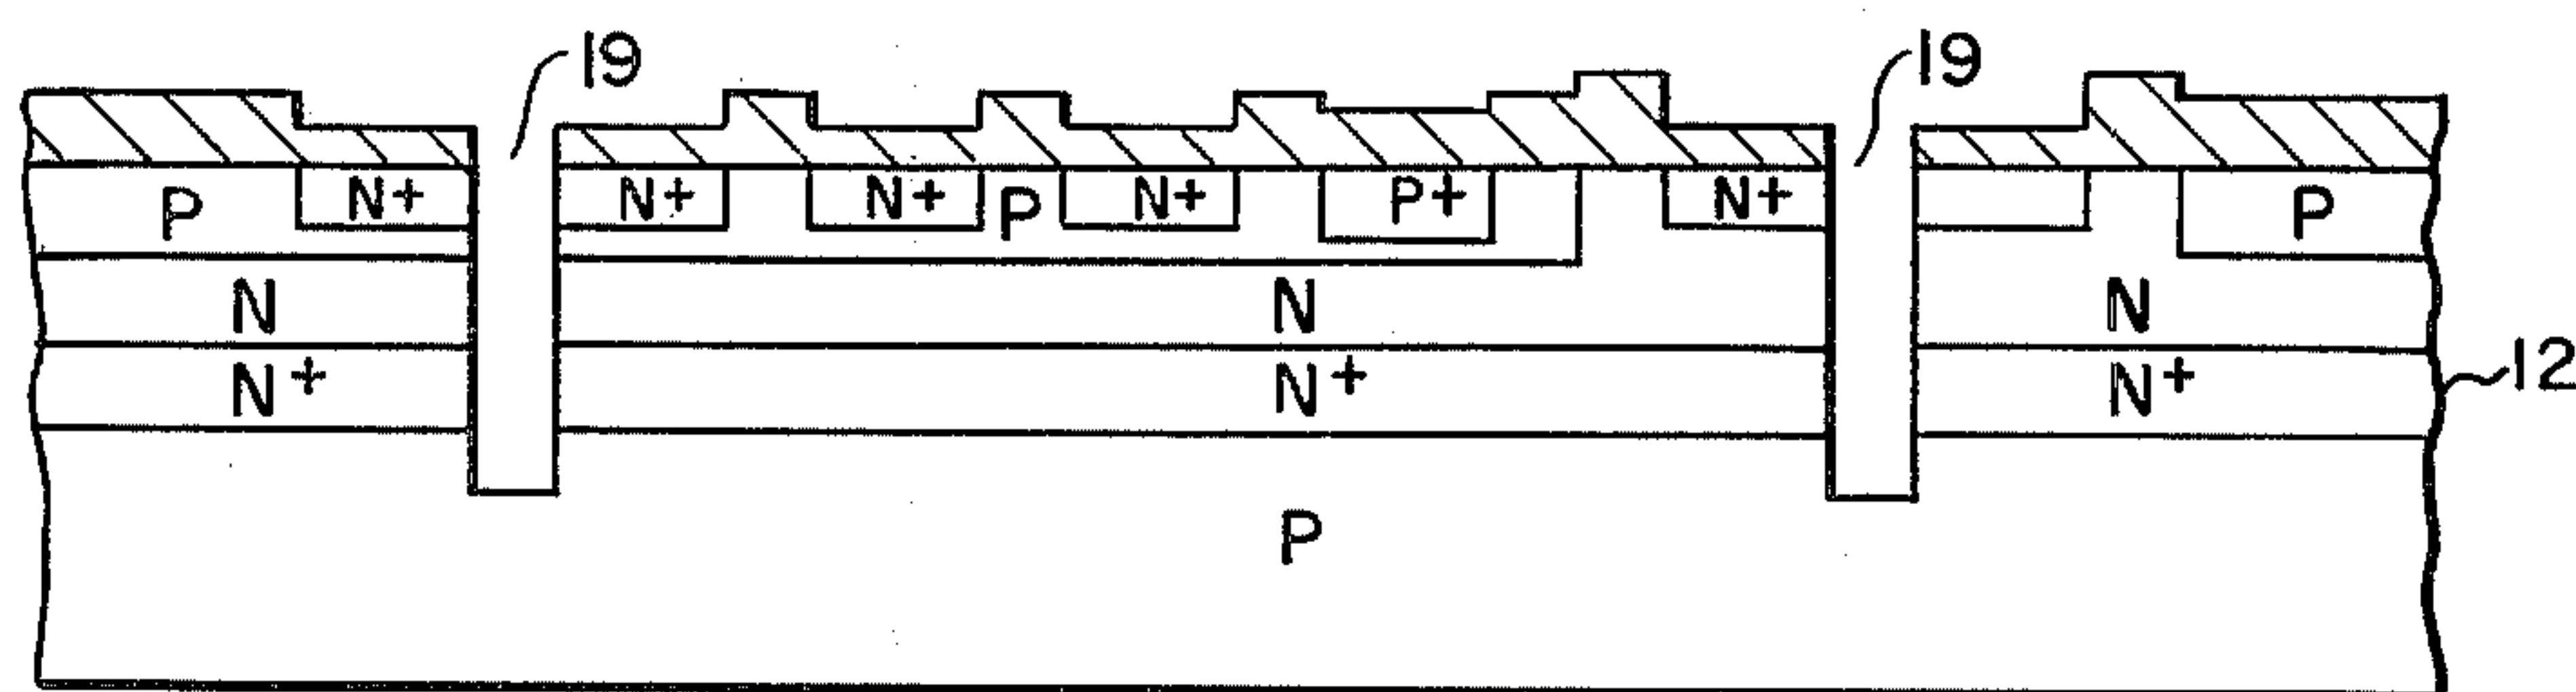 19 19
P N+ N+ N+ P N+ P+ N+ P
N N N
N+ N+ N+ 12
P